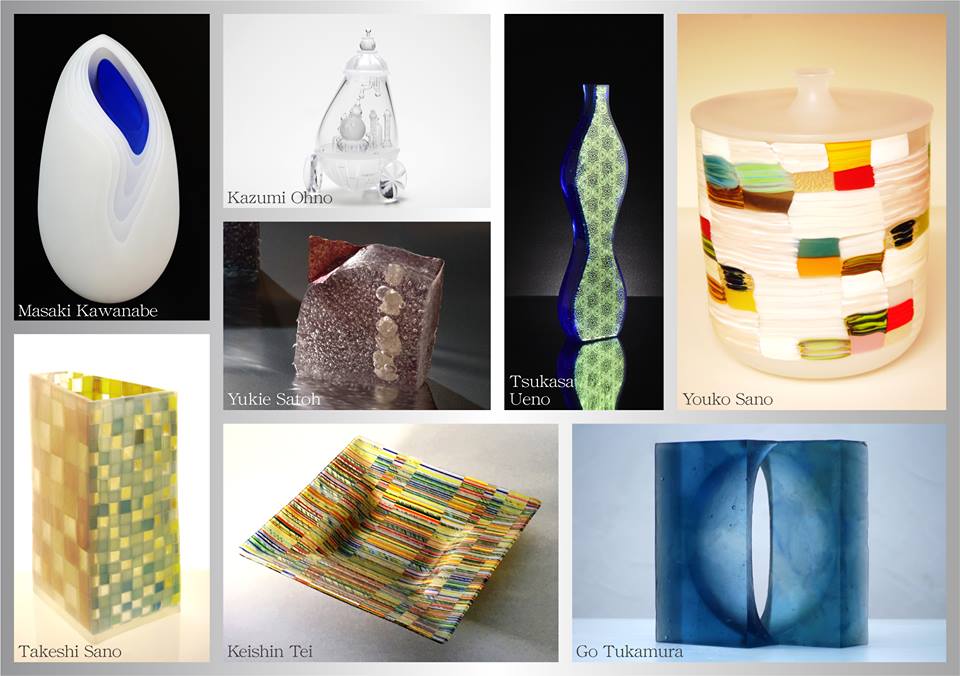 Masaki Kawanabe
Kazumi Ohno
Yukie Satoh
Tsukasa
Ueno
Youko Sano
Takeshi Sano
Keishin Tei
Go Tukamura